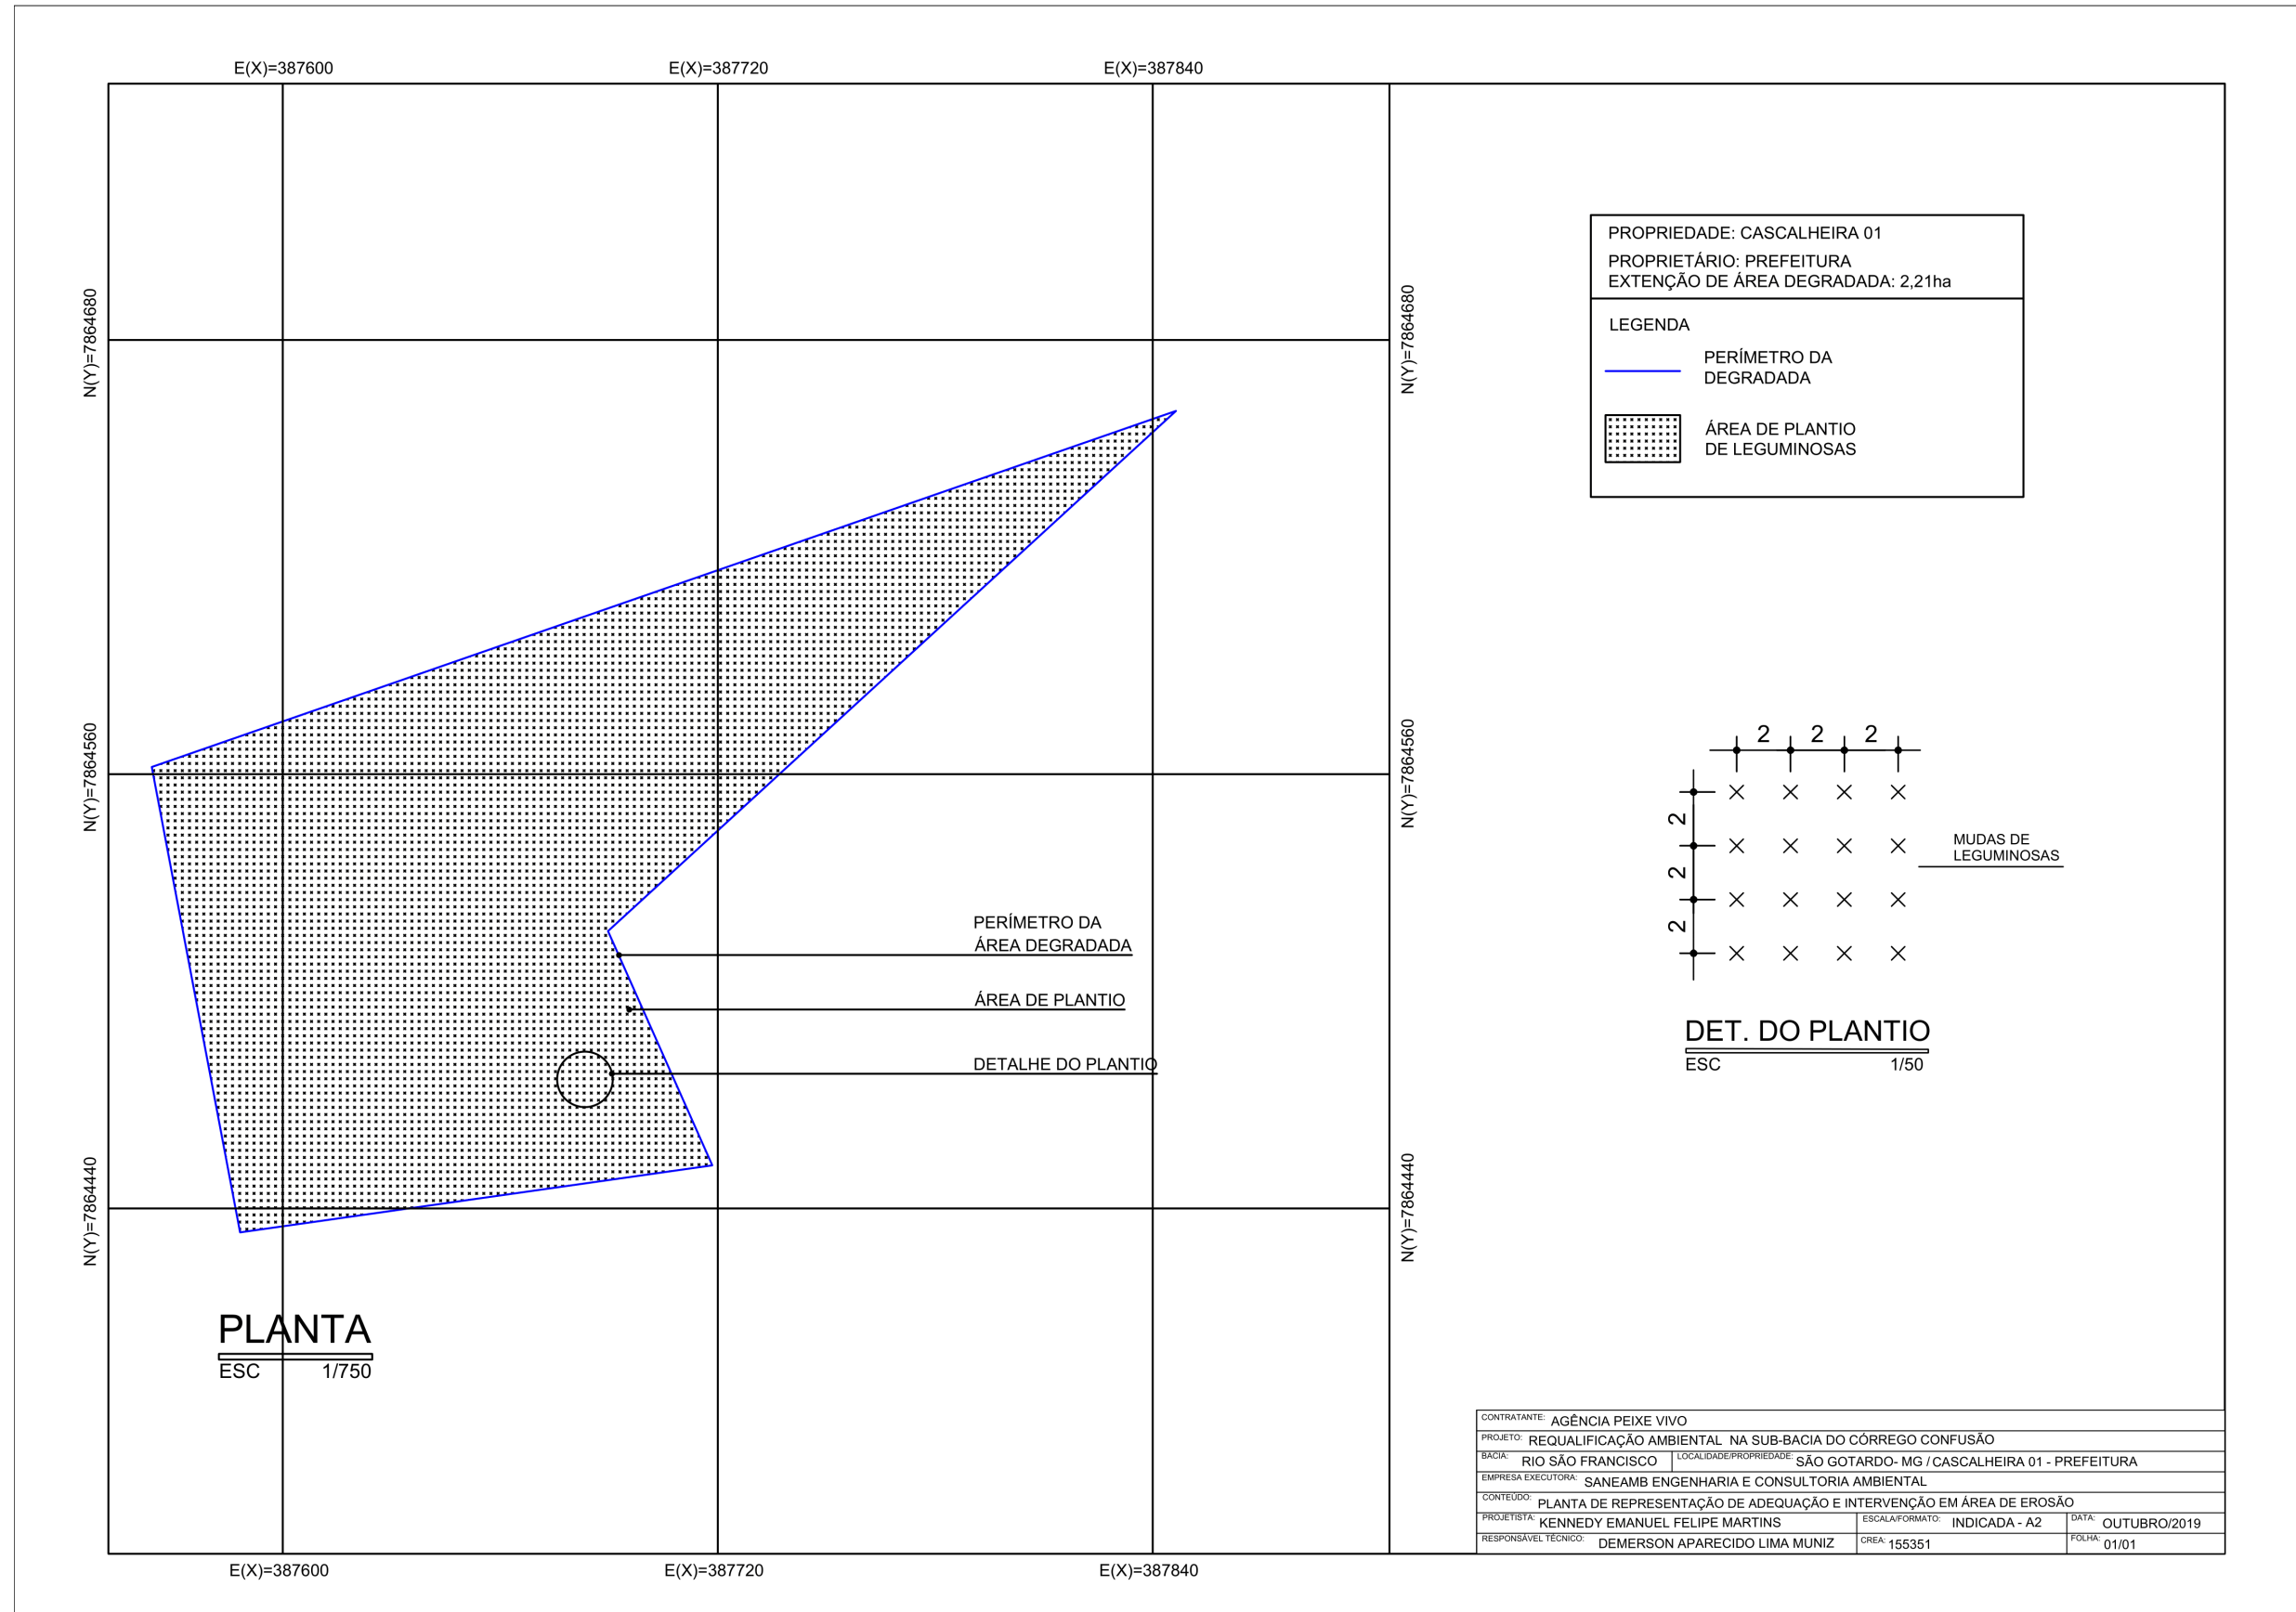 E(X)=387600
E(X)=387720
E(X)=387840
N(Y)=7864680
N(Y)=7864680
N(Y)=7864560
N(Y)=7864560
N(Y)=7864440
N(Y)=7864440
PERÍMETRO DA
ÁREA DEGRADADA
ÁREA DE PLANTIO
DETALHE DO PLANTIO
PLANTA
ESC 1/750
E(X)=387600
E(X)=387720
E(X)=387840
PROPRIEDADE: CASCALHEIRA 01
PROPRIETÁRIO: PREFEITURA
EXTENÇÃO DE ÁREA DEGRADADA: 2,21ha
LEGENDA
PERÍMETRO DA
DEGRADADA
ÁREA DE PLANTIO
DE LEGUMINOSAS
2 2 2
2
2
2
MUDAS DE
LEGUMINOSAS
DET. DO PLANTIO
ESC 1/50
CONTRATANTE: AGÊNCIA PEIXE VIVO
PROJETO: REQUALIFICAÇÃO AMBIENTAL NA SUB-BACIA DO CÓRREGO CONFUSÃO
BACIA: RIO SÃO FRANCISCO LOCALIDADE/PROPRIEDADE: SÃO GOTARDO- MG / CASCALHEIRA 01 - PREFEITURA
EMPRESA EXECUTORA: SANEAMB ENGENHARIA E CONSULTORIA AMBIENTAL
CONTEÚDO: PLANTA DE REPRESENTAÇÃO DE ADEQUAÇÃO E INTERVENÇÃO EM ÁREA DE EROSÃO
PROJETISTA: KENNEDY EMANUEL FELIPE MARTINS ESCALA/FORMATO: INDICADA - A2 DATA: OUTUBRO/2019
RESPONSÁVEL TÉCNICO: DEMERSON APARECIDO LIMA MUNIZ CREA: 155351 FOLHA: 01/01